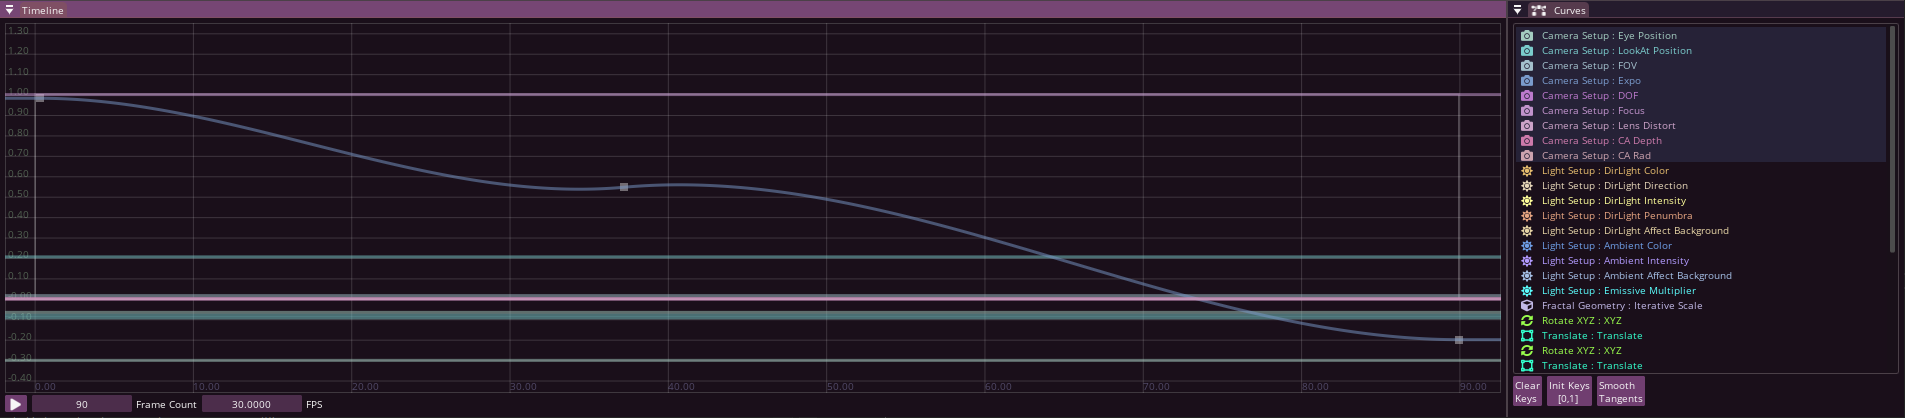 Timeline
1.30
1.20
1.10
1.00
0.90
0.80
0.70
0.60
0.50
0.40
0.30
0.20
0.10
-0.00
-0.10
-0.20
-0.30
-0.40
0.00 10.00 20.00 30.00 40.00 50.00 60.00 70.00 80.00 90.00
90 Frame Count 30.0000 FPS
Curves
Camera Setup : Eye Position
Camera Setup : LookAt Position
Camera Setup : FOV
Camera Setup : Expo
Camera Setup : DOF
Camera Setup : Focus
Camera Setup : Lens Distort
Camera Setup : CA Depth
Camera Setup : CA Rad
Light Setup : DirLight Color
Light Setup : DirLight Direction
Light Setup : DirLight Intensity
Light Setup : DirLight Penumbra
Light Setup : DirLight Affect Background
Light Setup : Ambient Color
Light Setup : Ambient Intensity
Light Setup : Ambient Affect Background
Light Setup : Emissive Multiplier
Fractal Geometry : Iterative Scale
Rotate XYZ : XYZ
Translate : Translate
Rotate XYZ : XYZ
Translate : Translate
Clear Keys
Init Keys [0,1]
Smooth Tangents